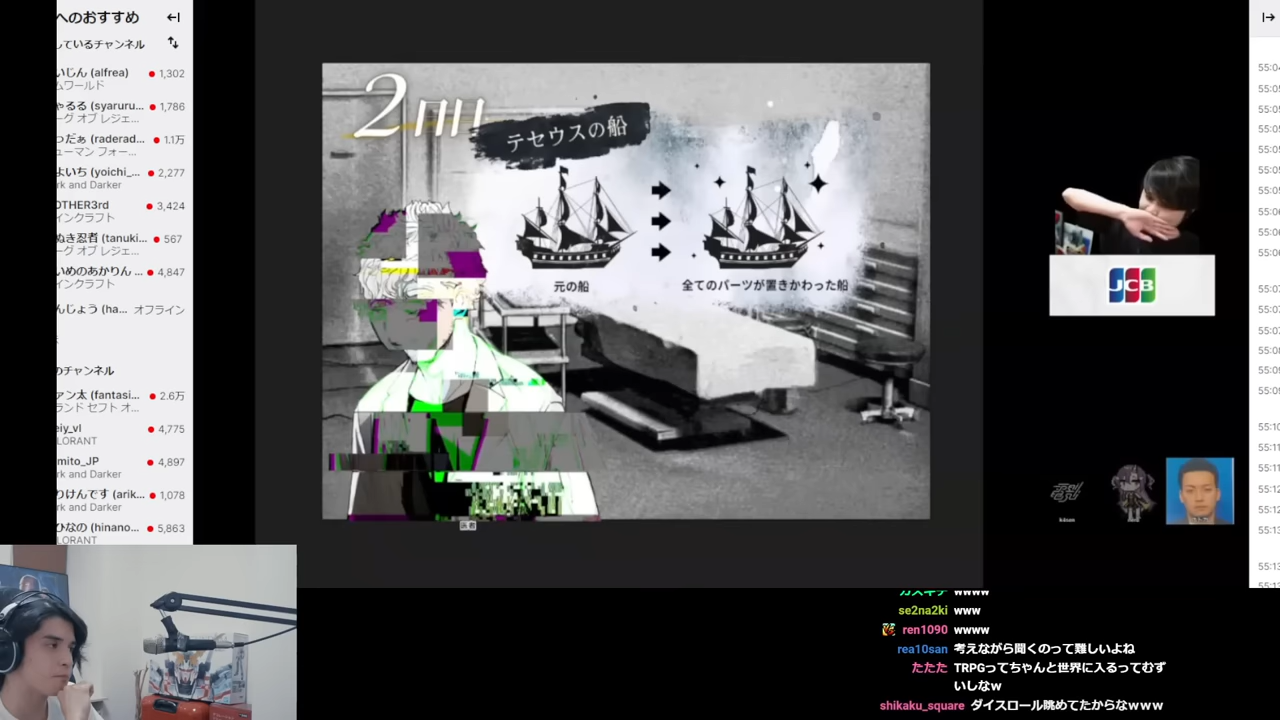 へのおすすめ
しているチャンネル
いじん (alfrea) 1,302
ムワールド
ゃるる (syaruru... 1,786
ーグ オブ レジェ...
っだぁ (raderad... 1.1万
ューマン フォー...
よいち (yoichi_... 2,277
rk and Darker
OTHER3rd 3,424
インクラフト
ぬき忍者 (tanuki... 567
ーグ オブ レジェ...
いめのあかりん ... 4,847
インクラフト
んじょう (ha... オフライン
のチャンネル
ァン太 (fantasi... 2.6万
ランド セフト オ...
eiy_vl 4,775
LORANT
mito_JP 4,897
rk and Darker
りけんです (arik... 1,078
rk and Darker
ひなの (hinano... 5,863
LORANT
2
テセウスの船
元の船
全てのパーツが置きかわった船
医者
JCB
wwww
se2na2ki www
ren1090 wwww
rea10san 考えながら聞くのって難しいよね
たたた TRPGってちゃんと世界に入るってむず
いしなw
shikaku_square ダイスロール眺めてたからなwww